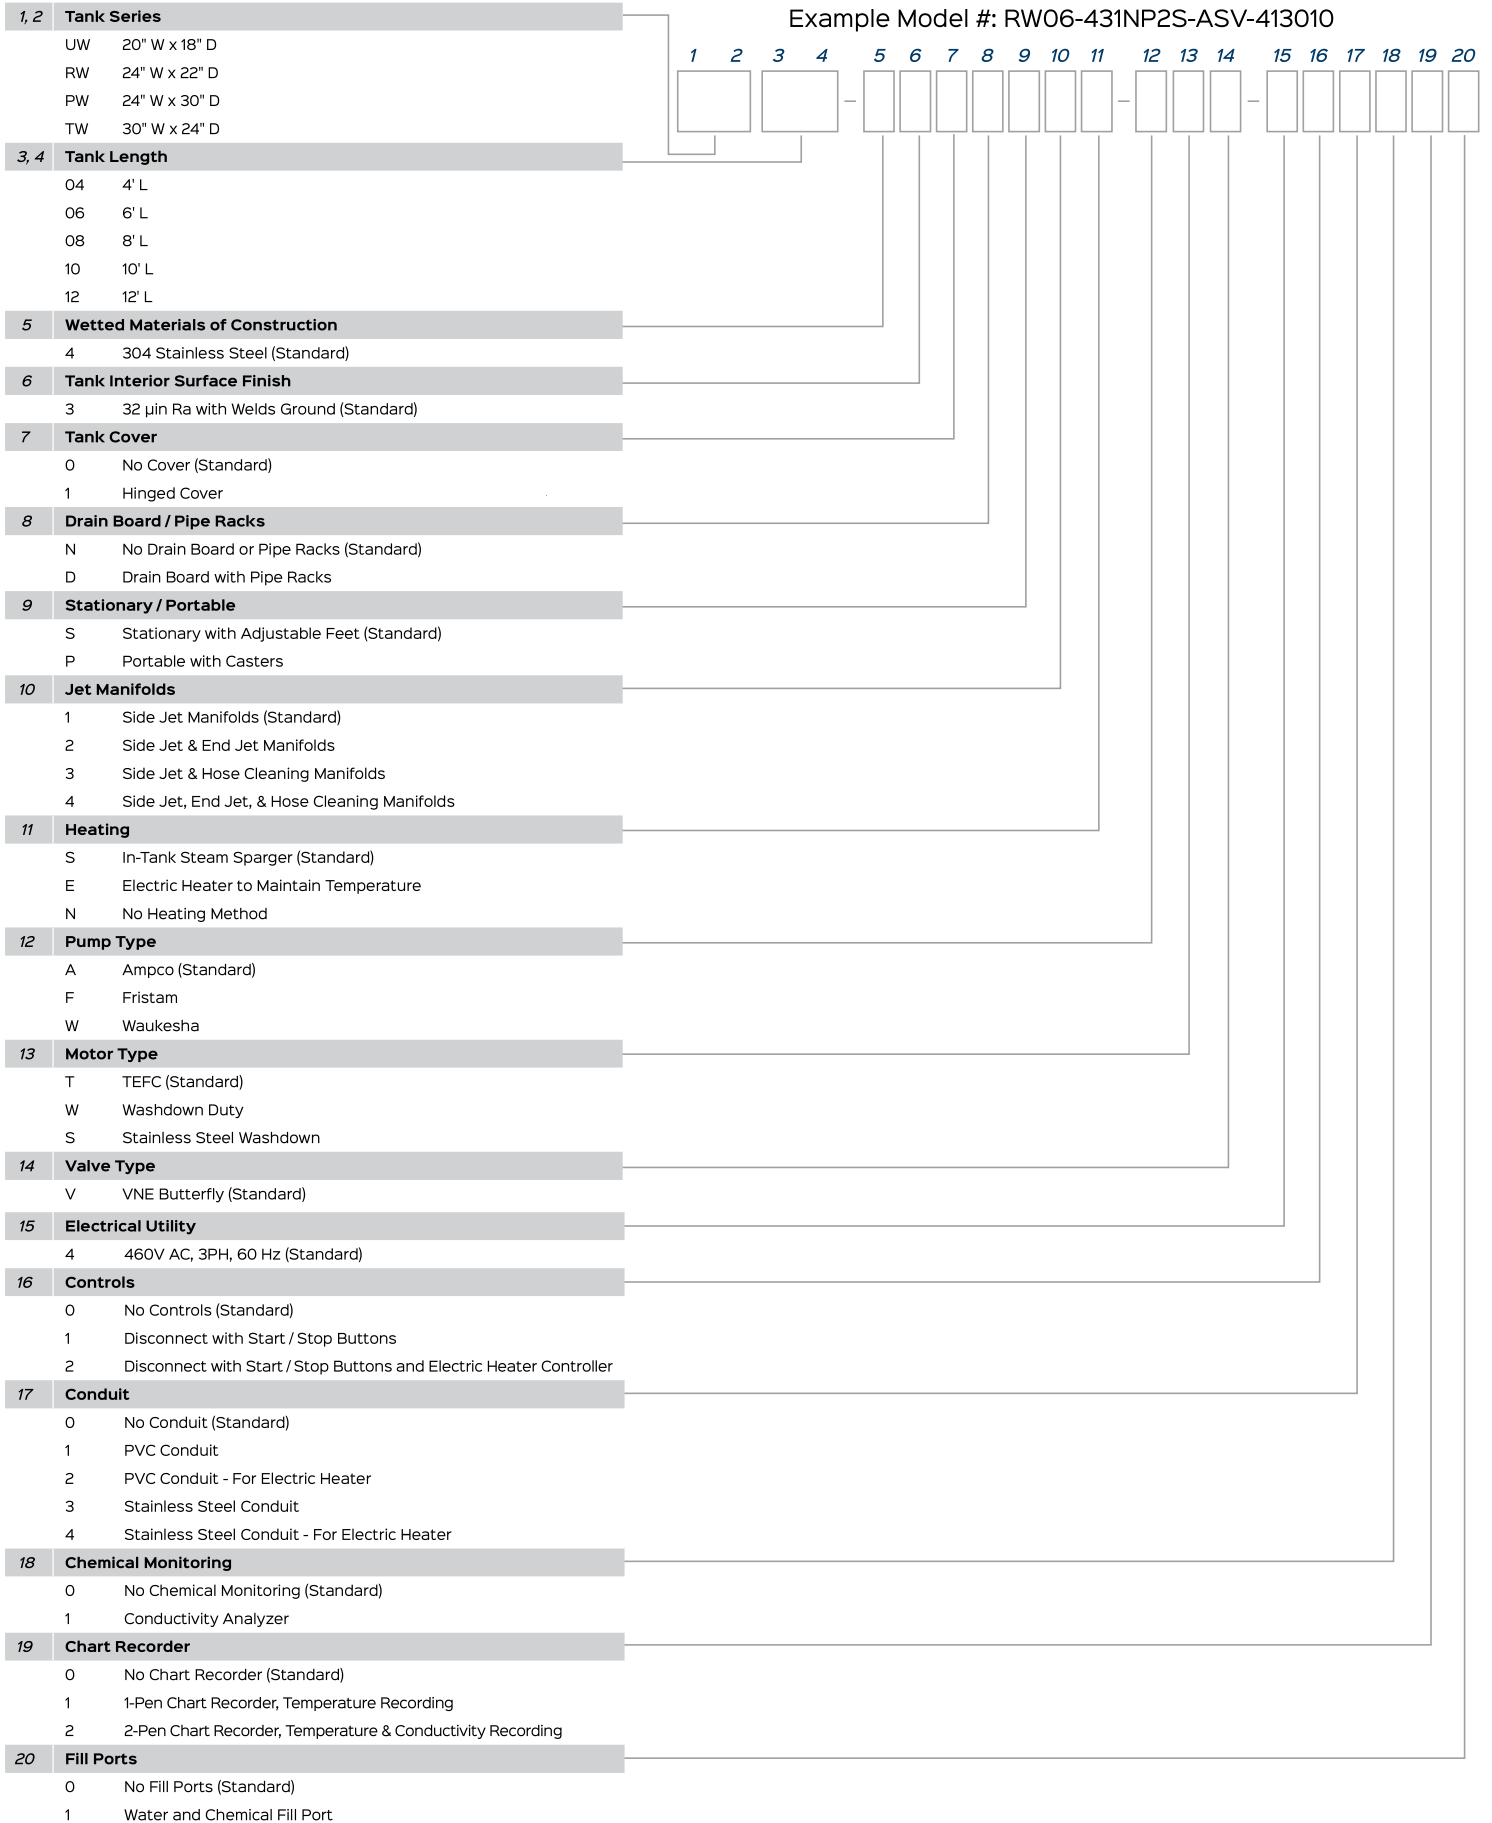 Example Model #: RW06-431NP2S-ASV-413010
1 2 3 4 – 5 6 7 8 9 10 11 – 12 13 14 – 15 16 17 18 19 20
1, 2 Tank Series
UW 20" W x 18" D
RW 24" W x 22" D
PW 24" W x 30" D
TW 30" W x 24" D
3, 4 Tank Length
04 4' L
06 6' L
08 8' L
10 10' L
12 12' L
5 Wetted Materials of Construction
4 304 Stainless Steel (Standard)
6 Tank Interior Surface Finish
3 32 µin Ra with Welds Ground (Standard)
7 Tank Cover
0 No Cover (Standard)
1 Hinged Cover
8 Drain Board / Pipe Racks
N No Drain Board or Pipe Racks (Standard)
D Drain Board with Pipe Racks
9 Stationary / Portable
S Stationary with Adjustable Feet (Standard)
P Portable with Casters
10 Jet Manifolds
1 Side Jet Manifolds (Standard)
2 Side Jet & End Jet Manifolds
3 Side Jet & Hose Cleaning Manifolds
4 Side Jet, End Jet, & Hose Cleaning Manifolds
11 Heating
S In-Tank Steam Sparger (Standard)
E Electric Heater to Maintain Temperature
N No Heating Method
12 Pump Type
A Ampco (Standard)
F Fristam
W Waukesha
13 Motor Type
T TEFC (Standard)
W Washdown Duty
S Stainless Steel Washdown
14 Valve Type
V VNE Butterfly (Standard)
15 Electrical Utility
4 460V AC, 3PH, 60 Hz (Standard)
16 Controls
0 No Controls (Standard)
1 Disconnect with Start / Stop Buttons
2 Disconnect with Start / Stop Buttons and Electric Heater Controller
17 Conduit
0 No Conduit (Standard)
1 PVC Conduit
2 PVC Conduit - For Electric Heater
3 Stainless Steel Conduit
4 Stainless Steel Conduit - For Electric Heater
18 Chemical Monitoring
0 No Chemical Monitoring (Standard)
1 Conductivity Analyzer
19 Chart Recorder
0 No Chart Recorder (Standard)
1 1-Pen Chart Recorder, Temperature Recording
2 2-Pen Chart Recorder, Temperature & Conductivity Recording
20 Fill Ports
0 No Fill Ports (Standard)
1 Water and Chemical Fill Port